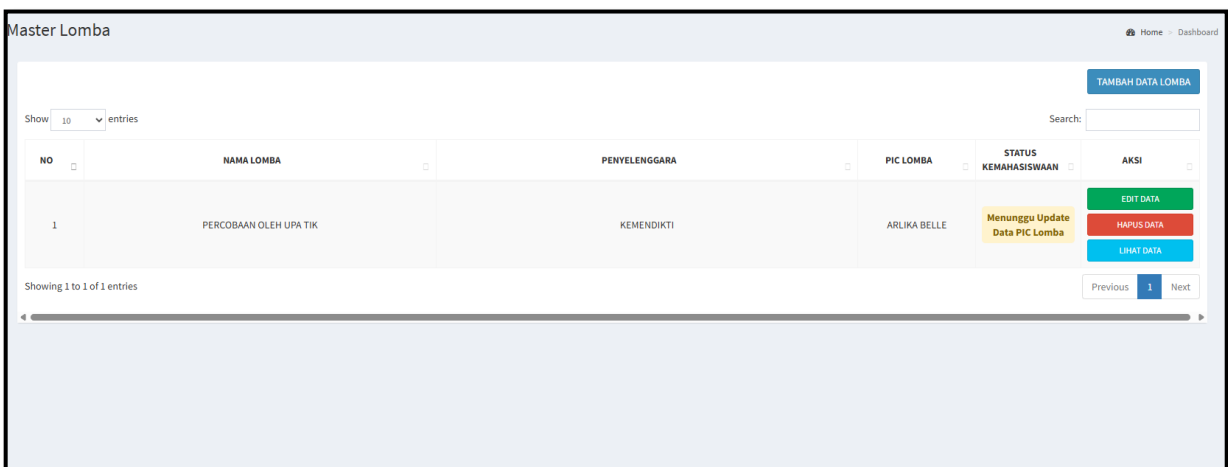 Master Lomba
Home > Dashboard
TAMBAH DATA LOMBA
Show 10 entries
Search:
NO
NAMA LOMBA
PENYELENGGARA
PIC LOMBA
STATUS
KEMAHASISWAAN
AKSI
1
PERCOBAAN OLEH UPA TIK
KEMENDIKTI
ARLIKA BELLE
Menunggu Update
Data PIC Lomba
EDIT DATA
HAPUS DATA
LIHAT DATA
Showing 1 to 1 of 1 entries
Previous 1 Next